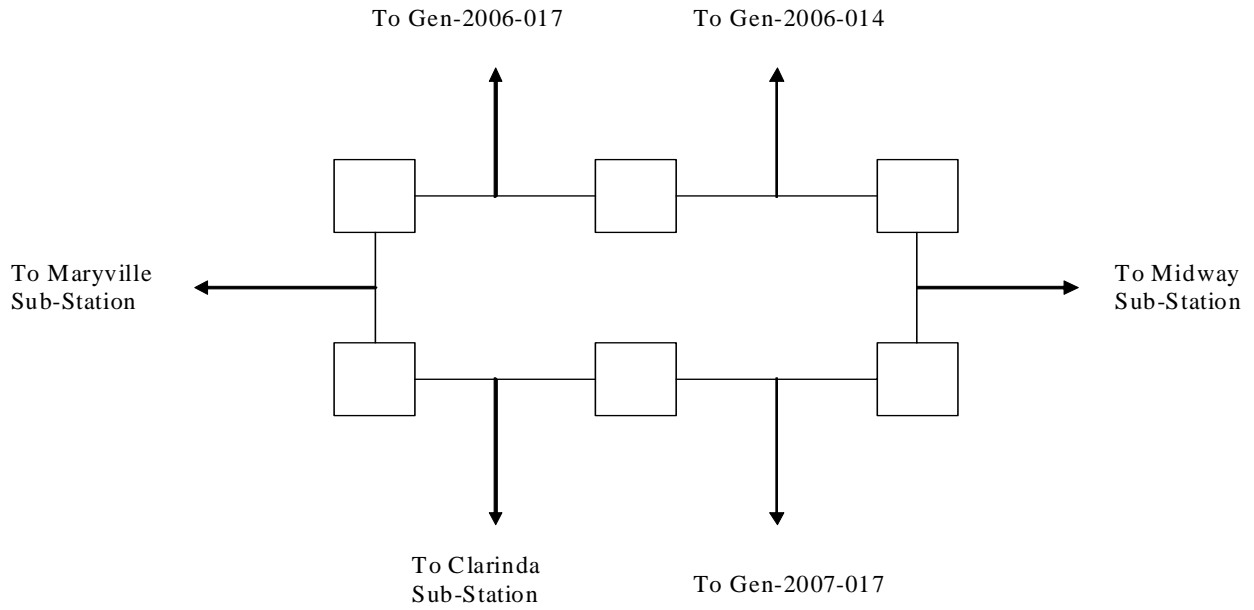 To Gen-2006-017
To Gen-2006-014
To Maryville
Sub-Station
To Midway
Sub-Station
To Clarinda
Sub-Station
To Gen-2007-017